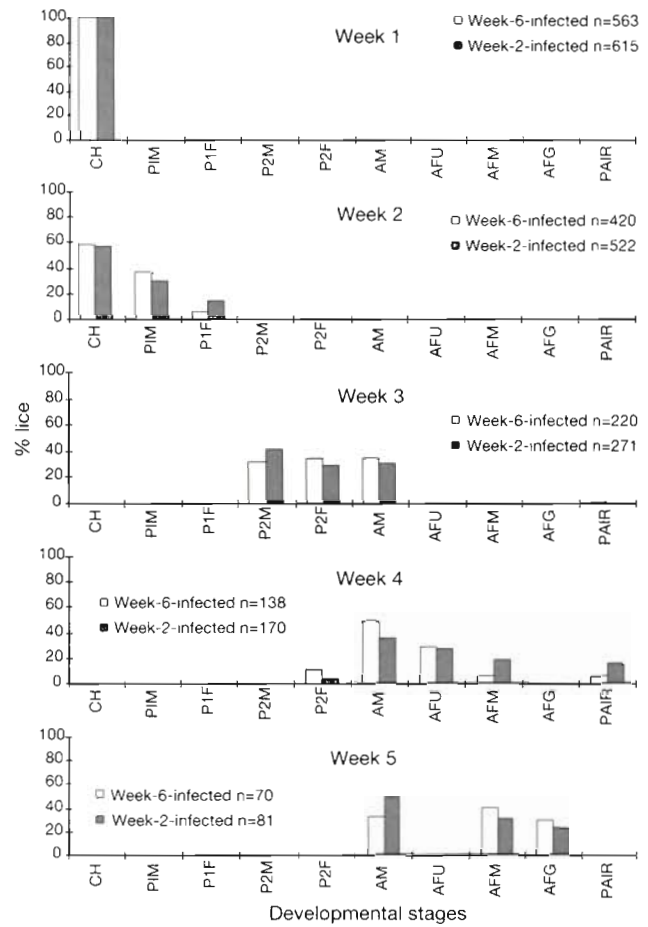 Week 1
Week-6-infected n=563
Week-2-infected n=615
100
80
60
40
20
0
CH
PIM
P1F
P2M
P2F
AM
AFU
AFM
AFG
PAIR
Week 2
Week-6-infected n=420
Week-2-infected n=522
100
80
60
40
20
0
CH
PIM
P1F
P2M
P2F
AM
AFU
AFM
AFG
PAIR
% lice
Week 3
Week-6-infected n=220
Week-2-infected n=271
100
80
60
40
20
0
CH
PIM
P1F
P2M
P2F
AM
AFU
AFM
AFG
PAIR
Week 4
Week-6-infected n=138
Week-2-infected n=170
100
80
60
40
20
0
CH
PIM
P1F
P2M
P2F
AM
AFU
AFM
AFG
PAIR
Week 5
Week-6-infected n=70
Week-2-infected n=81
100
80
60
40
20
0
CH
PIM
P1F
P2M
P2F
AM
AFU
AFM
AFG
PAIR
Developmental stages